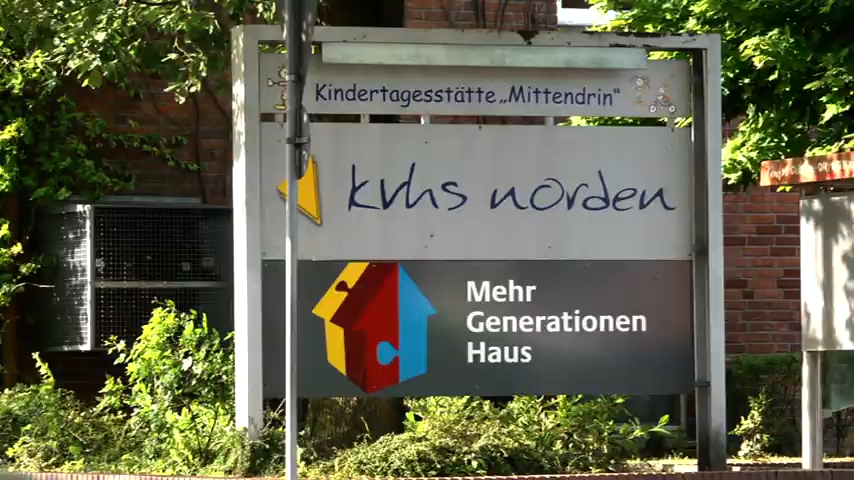 Kindertagesstätte „Mittendrin“
kvhs norden
Mehr
Generationen
Haus